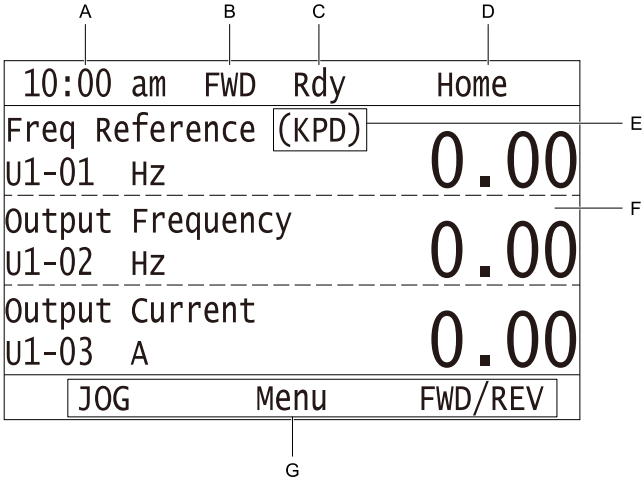 A B C D
10:00 am FWD Rdy Home
Freq Reference (KPD) E
U1-01 Hz 0.00
F
Output Frequency
U1-02 Hz 0.00
Output Current
U1-03 A 0.00
JOG Menu FWD/REV
G